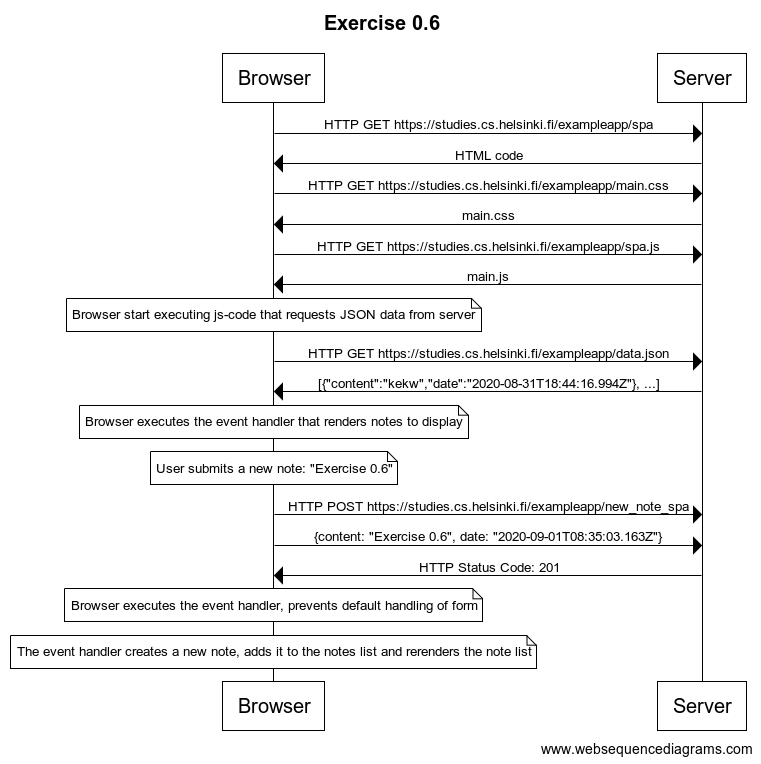 Exercise 0.6
Browser
Server
HTTP GET https://studies.cs.helsinki.fi/exampleapp/spa
HTML code
HTTP GET https://studies.cs.helsinki.fi/exampleapp/main.css
main.css
HTTP GET https://studies.cs.helsinki.fi/exampleapp/spa.js
main.js
Browser start executing js-code that requests JSON data from server
HTTP GET https://studies.cs.helsinki.fi/exampleapp/data.json
[{"content":"kekw","date":"2020-08-31T18:44:16.994Z"}, ...]
Browser executes the event handler that renders notes to display
User submits a new note: "Exercise 0.6"
HTTP POST https://studies.cs.helsinki.fi/exampleapp/new_note_spa
{content: "Exercise 0.6", date: "2020-09-01T08:35:03.163Z"}
HTTP Status Code: 201
Browser executes the event handler, prevents default handling of form
The event handler creates a new note, adds it to the notes list and rerenders the note list
Browser
Server
www.websequencediagrams.com